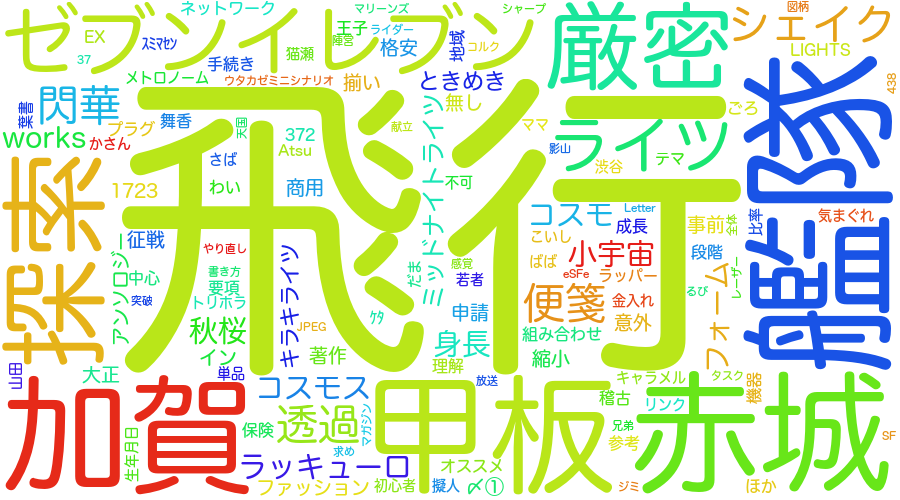 ゼブンイレブン
ネットワーク
マリーンズ
シャープ
図柄
シェイク
EX
スミマセン
猫瀬
王子
ライダー
陣営
格安
地域
コルク
厳密
LIGHTS
37
手続き
メトロノーム
ウタカゼミニシナリオ
揃い
ときめき
無し
438
葉書
閃華
works
プラグ
かさん
舞香
天国
372
Atsu
献立
ミッドナイトライツ
ママ
ごろ
ライツ
影山
渋谷
テマ
艦隊
飛行
さば
わい
商用
不可
1723
探索
征戦
やり直し
コスモ
Letter
成長
事前
全体
比率
気まぐれ
こいし
小宇宙
段階
アンソロジー
中心
書き方
要項
トリホラ
突破
キラキラライツ
だま
感覚
若者
ばば
eSFe
ラッパー
るび
レーザー
便箋
金入れ
フォーム
秋桜
イン
JPEG
ｹﾀ
申請
身長
組み合わせ
意外
縮小
著作
理解
山田
大正
単品
コスモス
放送
キャラメル
タスク
機器
加賀
甲板
赤城
稽古
リンク
生年月日
保険
透過
マガジン
求め
兄弟
参考
SF
ラッキューロ
オススメ
ファッション
初心者
擬人
〆①
ジミ
ほか